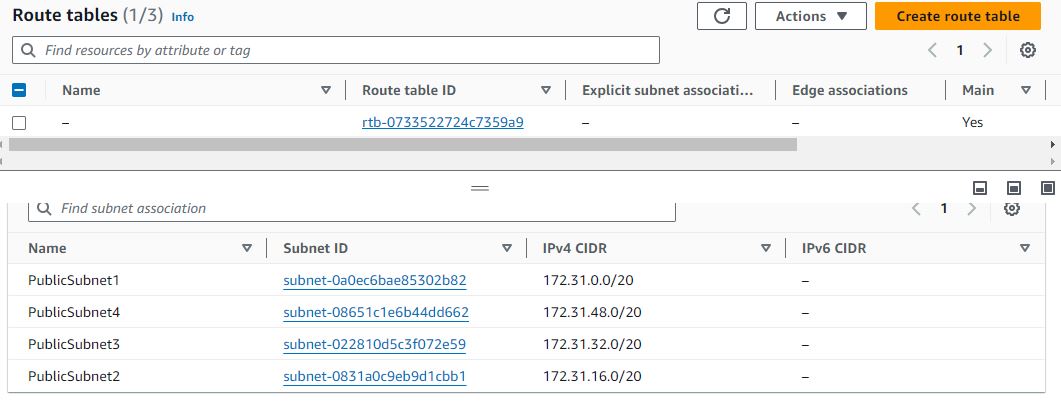 Route tables (1/3) Info
Actions
Create route table
Find resources by attribute or tag
1
Name Route table ID Explicit subnet associati... Edge associations Main
– rtb-0733522724c7359a9 – – Yes
Find subnet association
1
Name Subnet ID IPv4 CIDR IPv6 CIDR
PublicSubnet1 subnet-0a0ec6bae85302b82 172.31.0.0/20 –
PublicSubnet4 subnet-08651c1e6b44dd662 172.31.48.0/20 –
PublicSubnet3 subnet-022810d5c3f072e59 172.31.32.0/20 –
PublicSubnet2 subnet-0831a0c9eb9d1cbb1 172.31.16.0/20 –